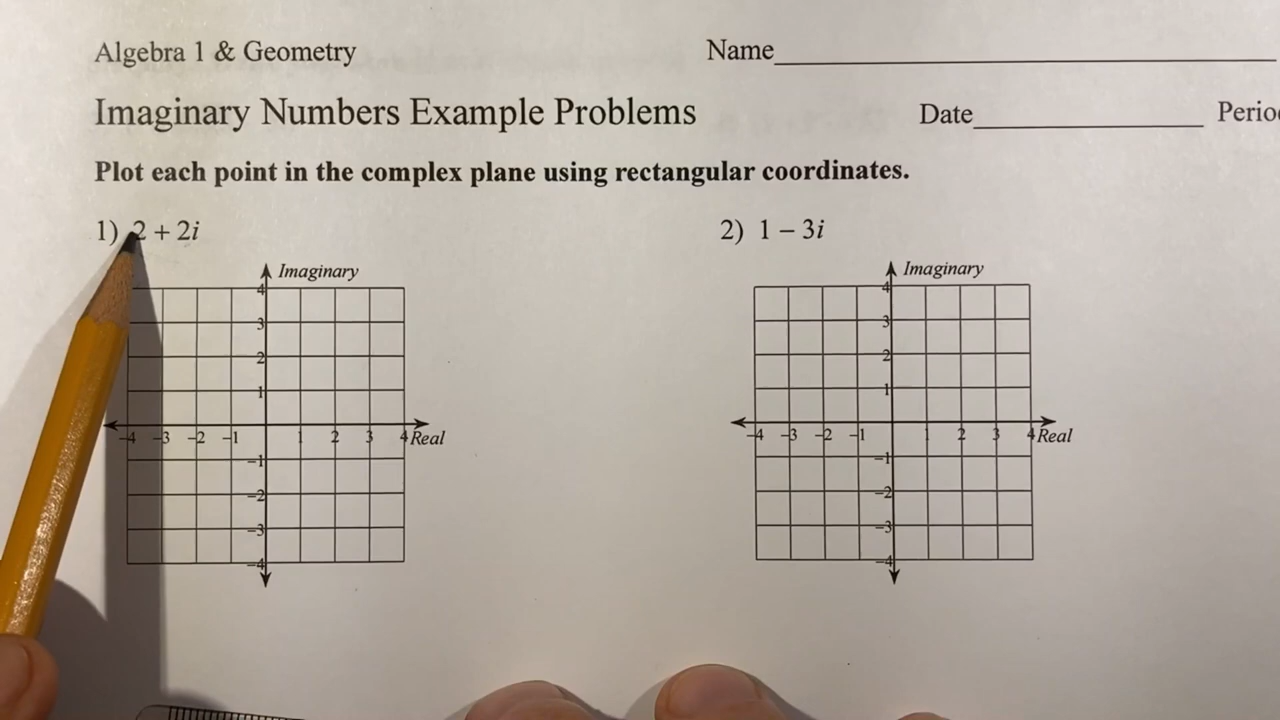 Algebra 1 & Geometry
Name
Imaginary Numbers Example Problems
Date
Plot each point in the complex plane using rectangular coordinates.
1) 2 + 2i
2) 1 – 3i
Imaginary
4
3
2
1
–4 –3 –2 –1 1 2 3 4 Real
–1
–2
–3
–4
Imaginary
4
3
2
1
–4 –3 –2 –1 1 2 3 4 Real
–1
–2
–3
–4